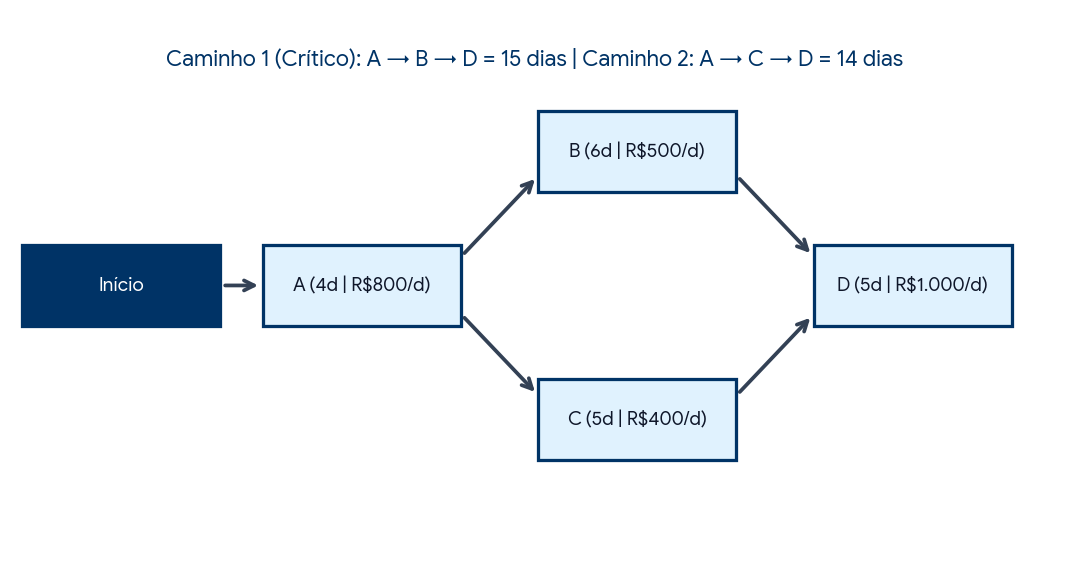 Caminho 1 (Crítico): A → B → D = 15 dias | Caminho 2: A → C → D = 14 dias
B (6d | R$500/d)
Início
A (4d | R$800/d)
D (5d | R$1.000/d)
C (5d | R$400/d)